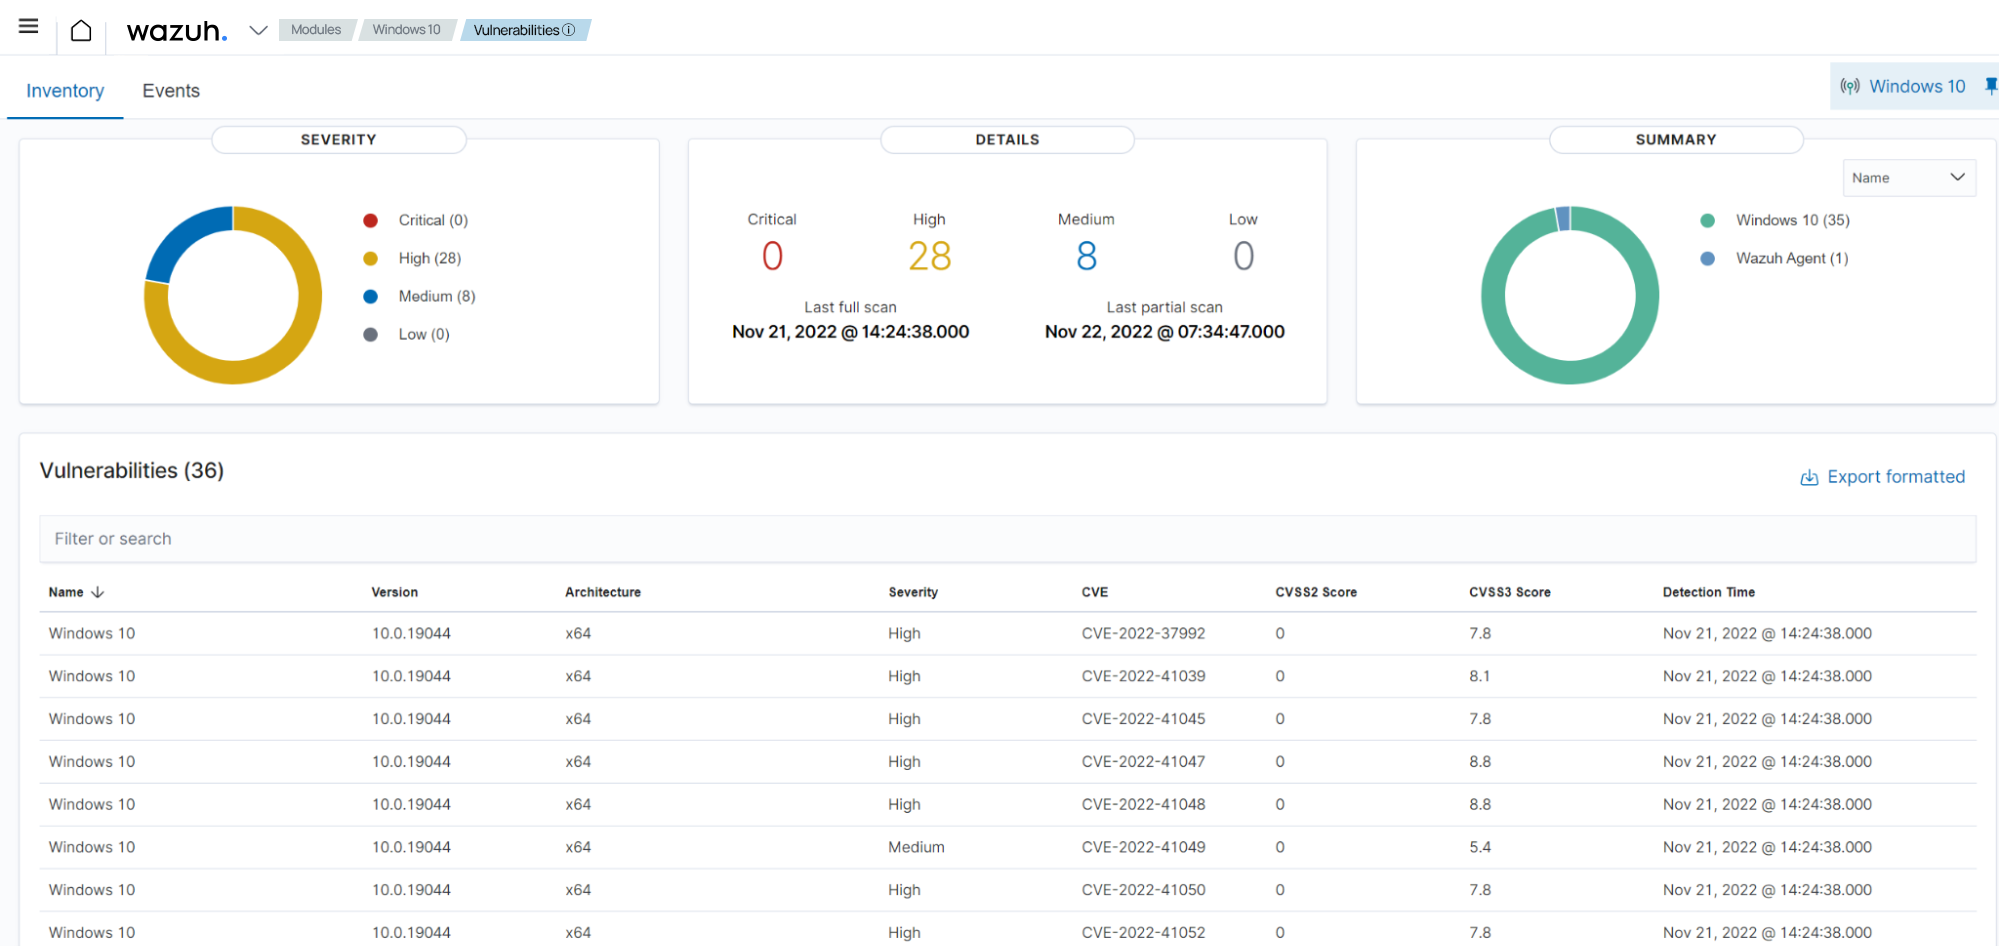 wazuh. Modules Windows 10 Vulnerabilities
Inventory Events Windows 10
SEVERITY
Critical (0)
High (28)
Medium (8)
Low (0)
DETAILS
Critical High Medium Low
0 28 8 0
Last full scan Last partial scan
Nov 21, 2022 @ 14:24:38.000 Nov 22, 2022 @ 07:34:47.000
SUMMARY
Name
Windows 10 (35)
Wazuh Agent (1)
Vulnerabilities (36)
Export formatted
Filter or search
Name Version Architecture Severity CVE CVSS2 Score CVSS3 Score Detection Time
Windows 10 10.0.19044 x64 High CVE-2022-37992 0 7.8 Nov 21, 2022 @ 14:24:38.000
Windows 10 10.0.19044 x64 High CVE-2022-41039 0 8.1 Nov 21, 2022 @ 14:24:38.000
Windows 10 10.0.19044 x64 High CVE-2022-41045 0 7.8 Nov 21, 2022 @ 14:24:38.000
Windows 10 10.0.19044 x64 High CVE-2022-41047 0 8.8 Nov 21, 2022 @ 14:24:38.000
Windows 10 10.0.19044 x64 High CVE-2022-41048 0 8.8 Nov 21, 2022 @ 14:24:38.000
Windows 10 10.0.19044 x64 Medium CVE-2022-41049 0 5.4 Nov 21, 2022 @ 14:24:38.000
Windows 10 10.0.19044 x64 High CVE-2022-41050 0 7.8 Nov 21, 2022 @ 14:24:38.000
Windows 10 10.0.19044 x64 High CVE-2022-41052 0 7.8 Nov 21, 2022 @ 14:24:38.000